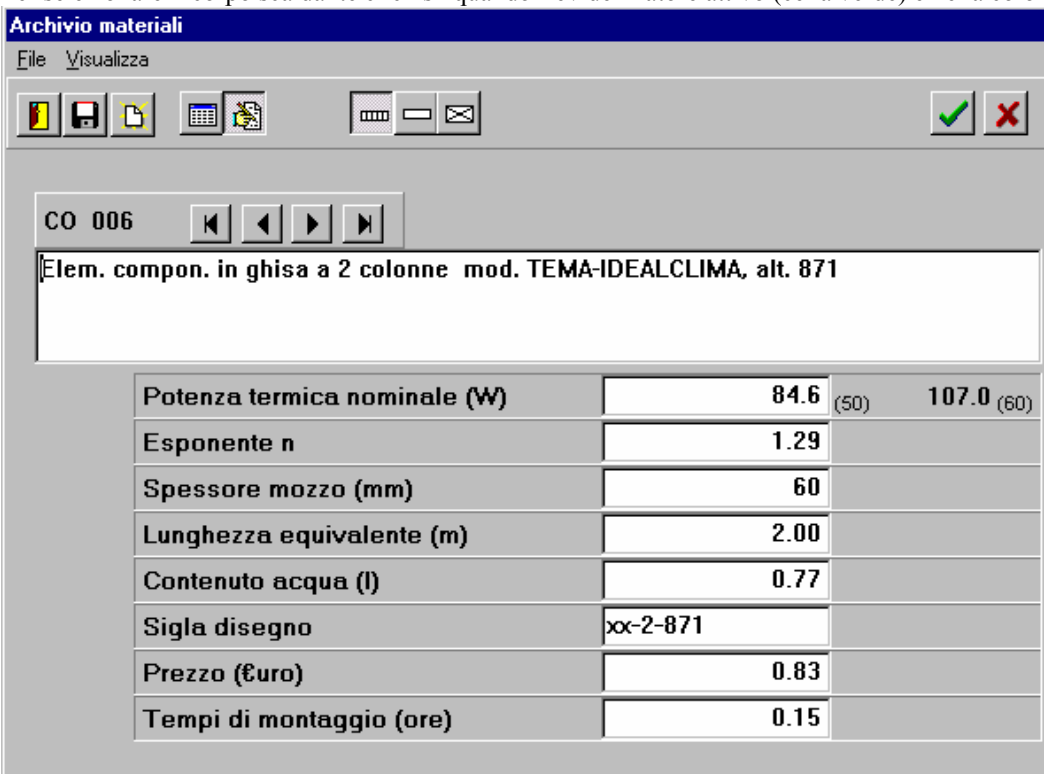 Archivio materiali
File Visualizza
CO 006
Elem. compon. in ghisa a 2 colonne mod. TEMA-IDEALCLIMA, alt. 871
Potenza termica nominale (W) 84.6 (50) 107.0 (60)
Esponente n 1.29
Spessore mozzo (mm) 60
Lunghezza equivalente (m) 2.00
Contenuto acqua (l) 0.77
Sigla disegno xx-2-871
Prezzo (€uro) 0.83
Tempi di montaggio (ore) 0.15